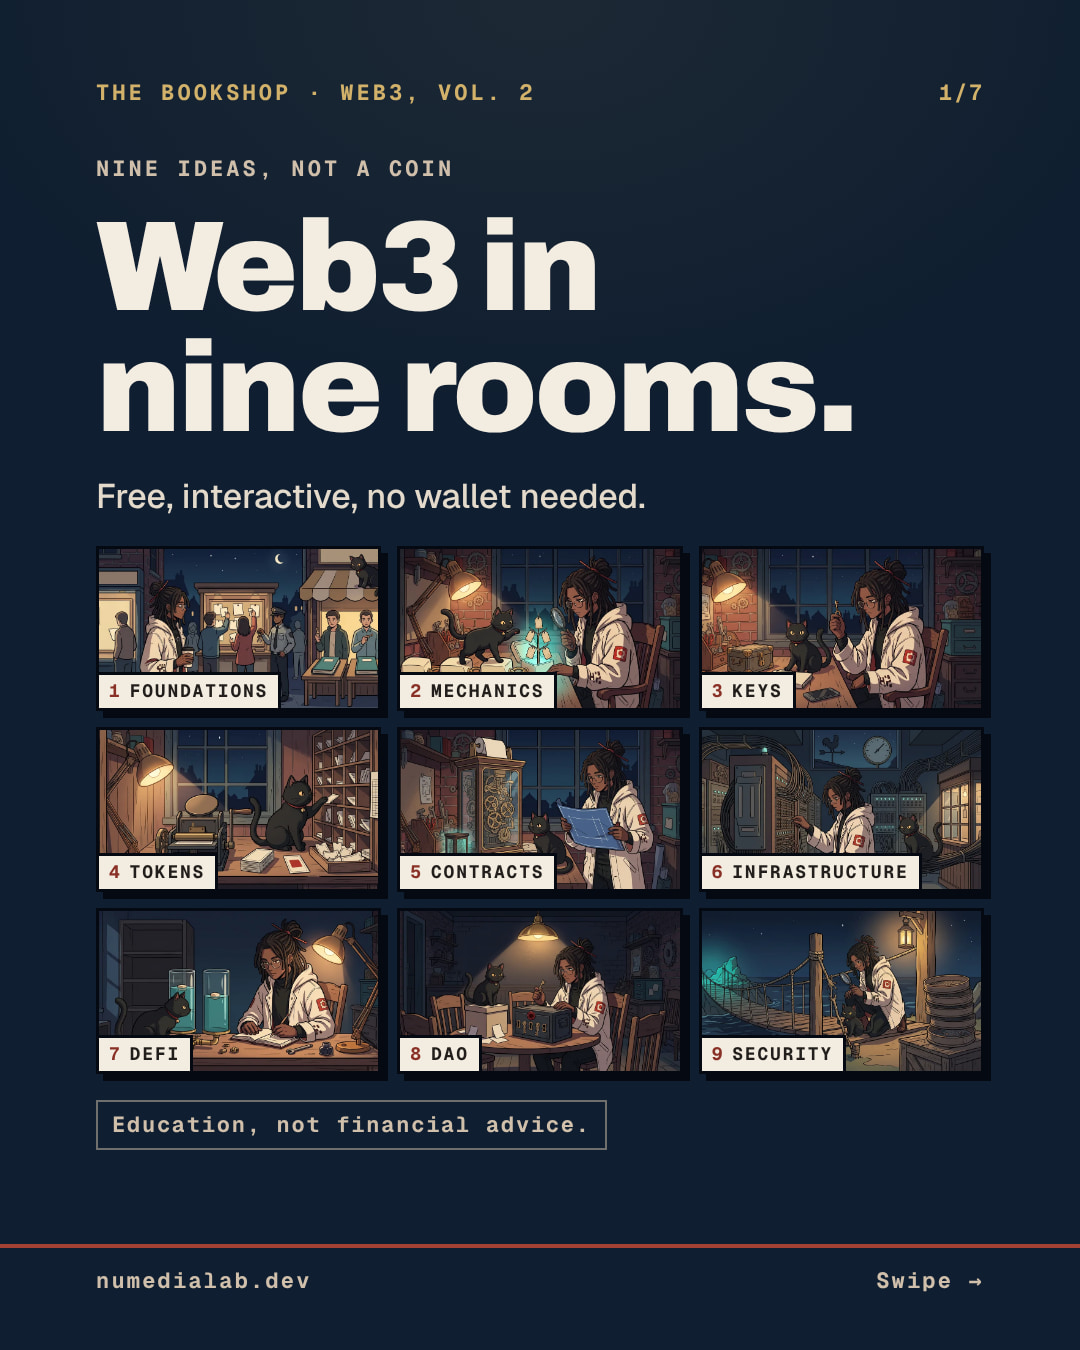 THE BOOKSHOP · WEB3, VOL. 2
1/7
NINE IDEAS, NOT A COIN
Web3 in
nine rooms.
Free, interactive, no wallet needed.
1 FOUNDATIONS
2 MECHANICS
3 KEYS
4 TOKENS
5 CONTRACTS
6 INFRASTRUCTURE
7 DEFI
8 DAO
9 SECURITY
Education, not financial advice.
numedialab.dev
Swipe →